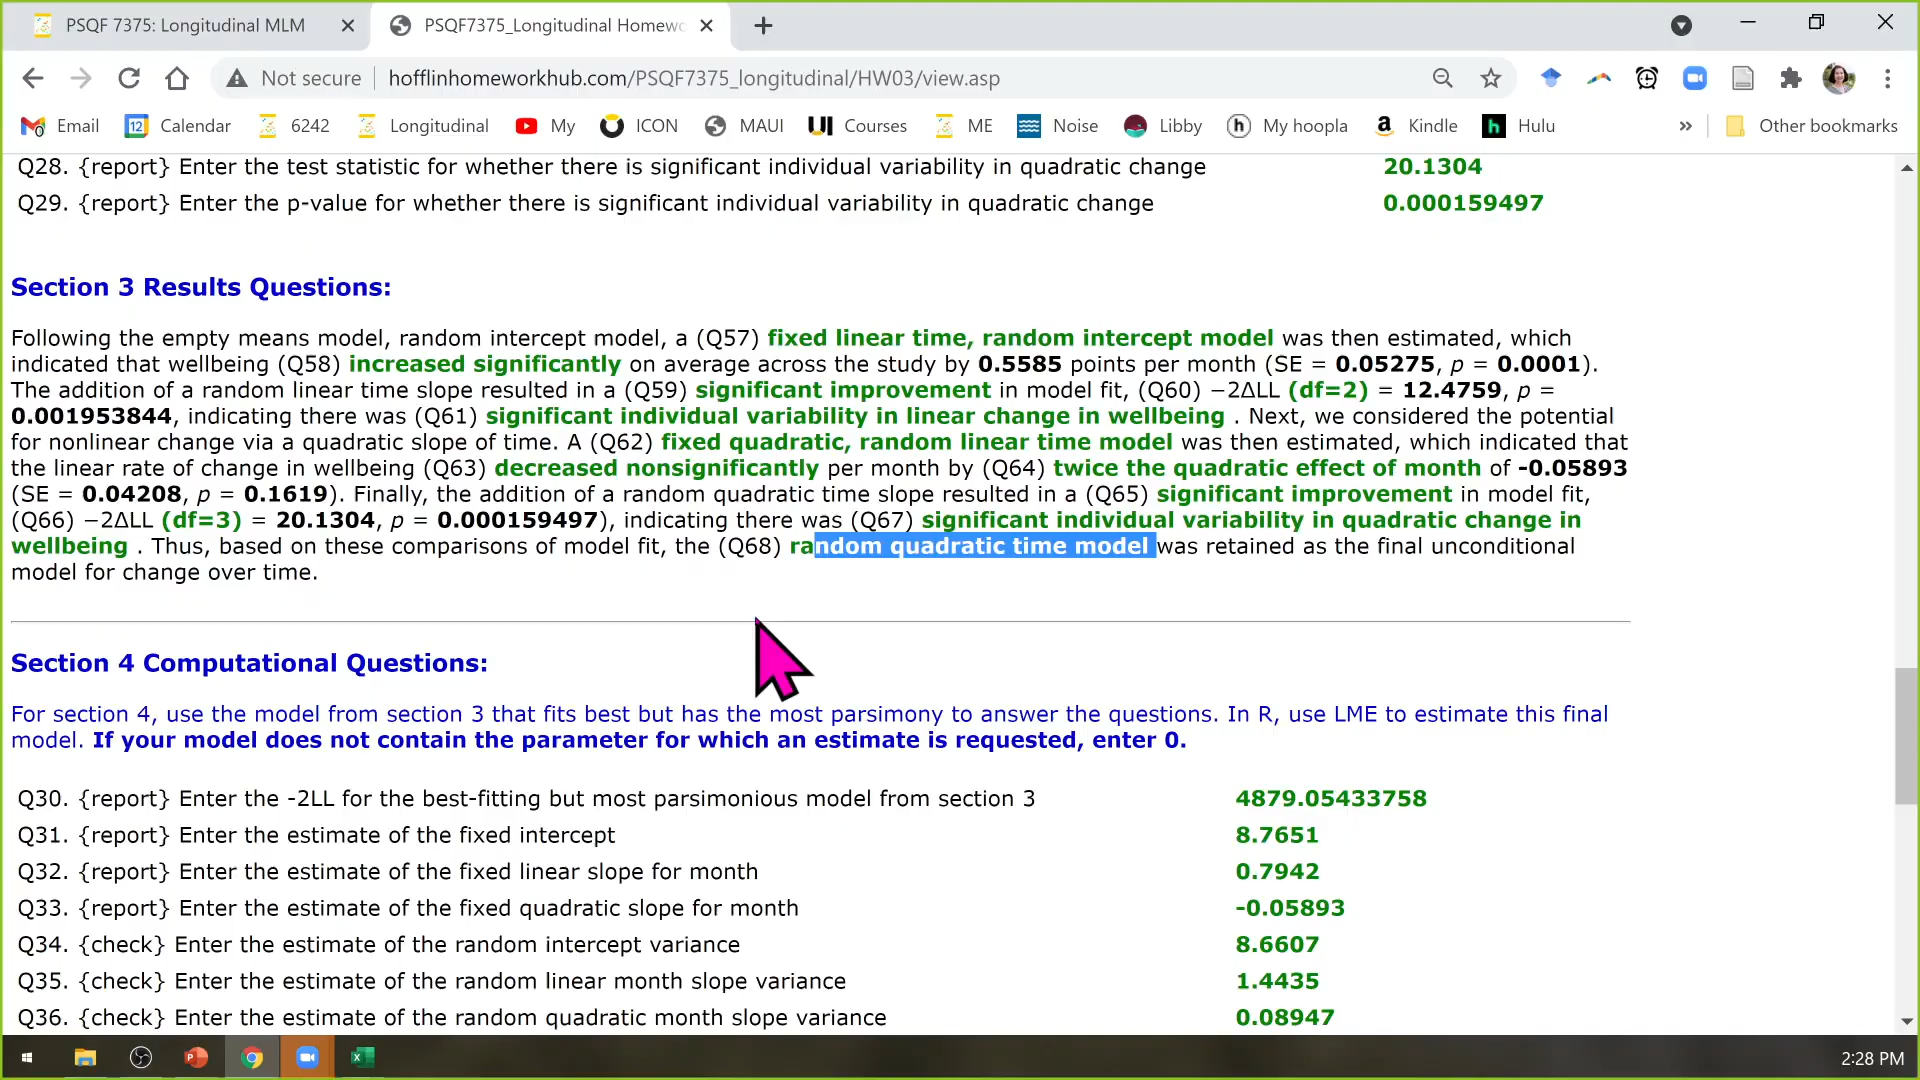 PSQF 7375: Longitudinal MLM
PSQF7375_Longitudinal Homewo
Not secure
hofflinhomeworkhub.com/PSQF7375_longitudinal/HW03/view.asp
Email
12
Calendar
6242
Longitudinal
My
ICON
MAUI
UI
Courses
ME
Noise
Libby
h
My hoopla
a
Kindle
h
Hulu
»
Other bookmarks
Q28. {report} Enter the test statistic for whether there is significant individual variability in quadratic change 20.1304
Q29. {report} Enter the p-value for whether there is significant individual variability in quadratic change 0.000159497
Section 3 Results Questions:
Following the empty means model, random intercept model, a (Q57) fixed linear time, random intercept model was then estimated, which
indicated that wellbeing (Q58) increased significantly on average across the study by 0.5585 points per month (SE = 0.05275, p = 0.0001).
The addition of a random linear time slope resulted in a (Q59) significant improvement in model fit, (Q60) −2ΔLL (df=2) = 12.4759, p =
0.001953844, indicating there was (Q61) significant individual variability in linear change in wellbeing . Next, we considered the potential
for nonlinear change via a quadratic slope of time. A (Q62) fixed quadratic, random linear time model was then estimated, which indicated that
the linear rate of change in wellbeing (Q63) decreased nonsignificantly per month by (Q64) twice the quadratic effect of month of -0.05893
(SE = 0.04208, p = 0.1619). Finally, the addition of a random quadratic time slope resulted in a (Q65) significant improvement in model fit,
(Q66) −2ΔLL (df=3) = 20.1304, p = 0.000159497), indicating there was (Q67) significant individual variability in quadratic change in
wellbeing . Thus, based on these comparisons of model fit, the (Q68) random quadratic time model was retained as the final unconditional
model for change over time.
Section 4 Computational Questions:
For section 4, use the model from section 3 that fits best but has the most parsimony to answer the questions. In R, use LME to estimate this final
model. If your model does not contain the parameter for which an estimate is requested, enter 0.
Q30. {report} Enter the -2LL for the best-fitting but most parsimonious model from section 3 4879.05433758
Q31. {report} Enter the estimate of the fixed intercept 8.7651
Q32. {report} Enter the estimate of the fixed linear slope for month 0.7942
Q33. {report} Enter the estimate of the fixed quadratic slope for month -0.05893
Q34. {check} Enter the estimate of the random intercept variance 8.6607
Q35. {check} Enter the estimate of the random linear month slope variance 1.4435
Q36. {check} Enter the estimate of the random quadratic month slope variance 0.08947
2:28 PM